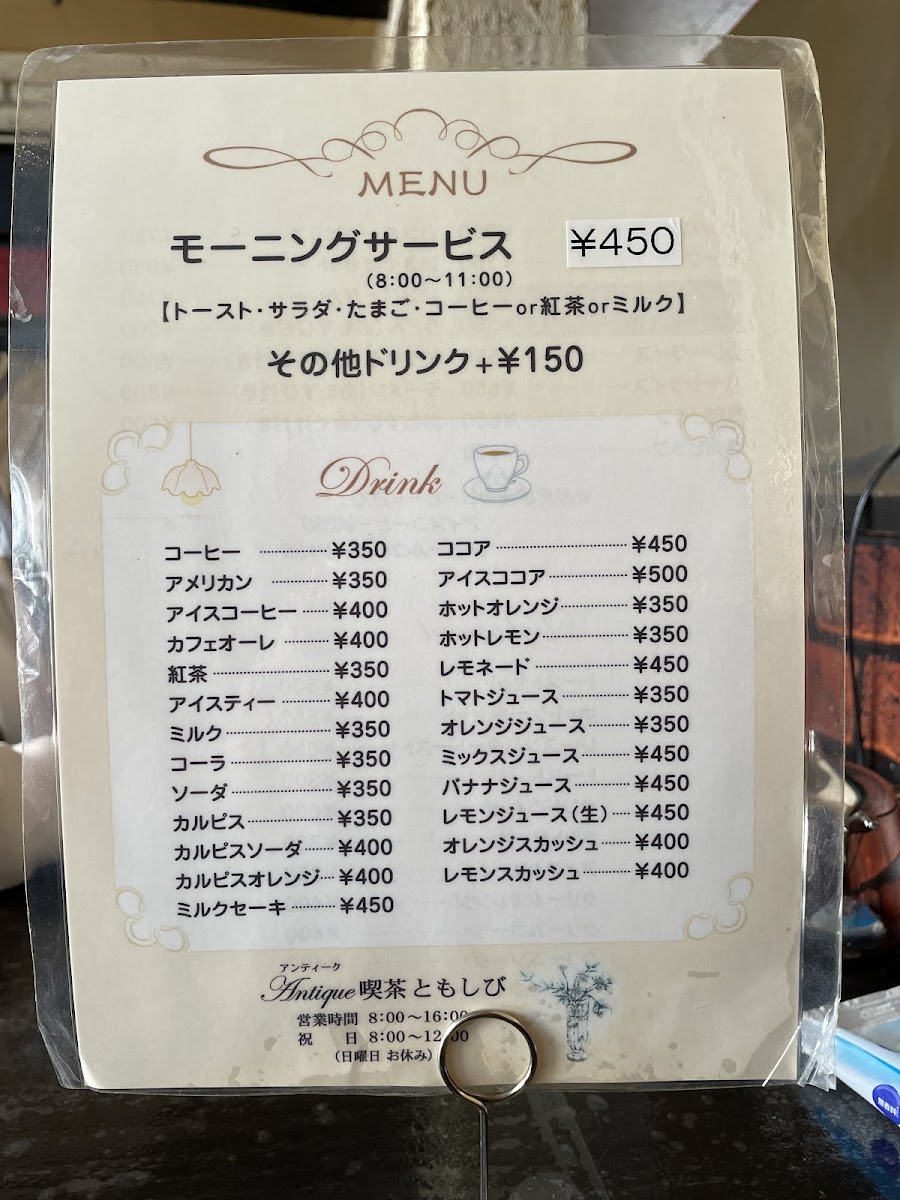 MENU
モーニングサービス ¥450
(8:00～11:00)
【トースト・サラダ・たまご・コーヒーor紅茶orミルク】
その他ドリンク+¥150
Drink
コーヒー ¥350
アメリカン ¥350
アイスコーヒー ¥400
カフェオーレ ¥400
紅茶 ¥350
アイスティー ¥400
ミルク ¥350
コーラ ¥350
ソーダ ¥350
カルピス ¥350
カルピスソーダ ¥400
カルピスオレンジ ¥400
ミルクセーキ ¥450
ココア ¥450
アイスココア ¥500
ホットオレンジ ¥350
ホットレモン ¥350
レモネード ¥450
トマトジュース ¥350
オレンジジュース ¥350
ミックスジュース ¥450
バナナジュース ¥450
レモンジュース(生) ¥450
オレンジスカッシュ ¥400
レモンスカッシュ ¥400
アンティーク
Antique 喫茶 ともしび
営業時間 8:00～16:00
祝 日 8:00～12:00
(日曜日 お休み)